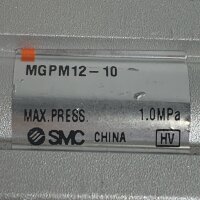 MGPM12-10
MAX.PRESS. 1.0MPa
SMC CHINA HV